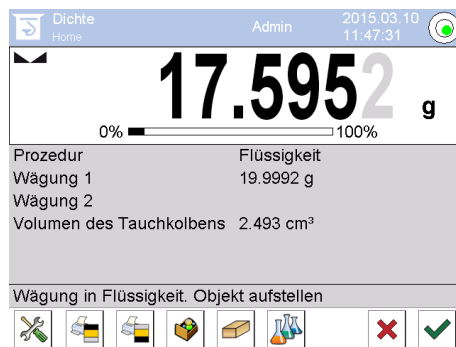 Dichte
Home
Admin
2015.03.10
11:47:31
17.5952 g
0% 100%
Prozedur Flüssigkeit
Wägung 1 19.9992 g
Wägung 2
Volumen des Tauchkolbens 2.493 cm³
Wägung in Flüssigkeit. Objekt aufstellen